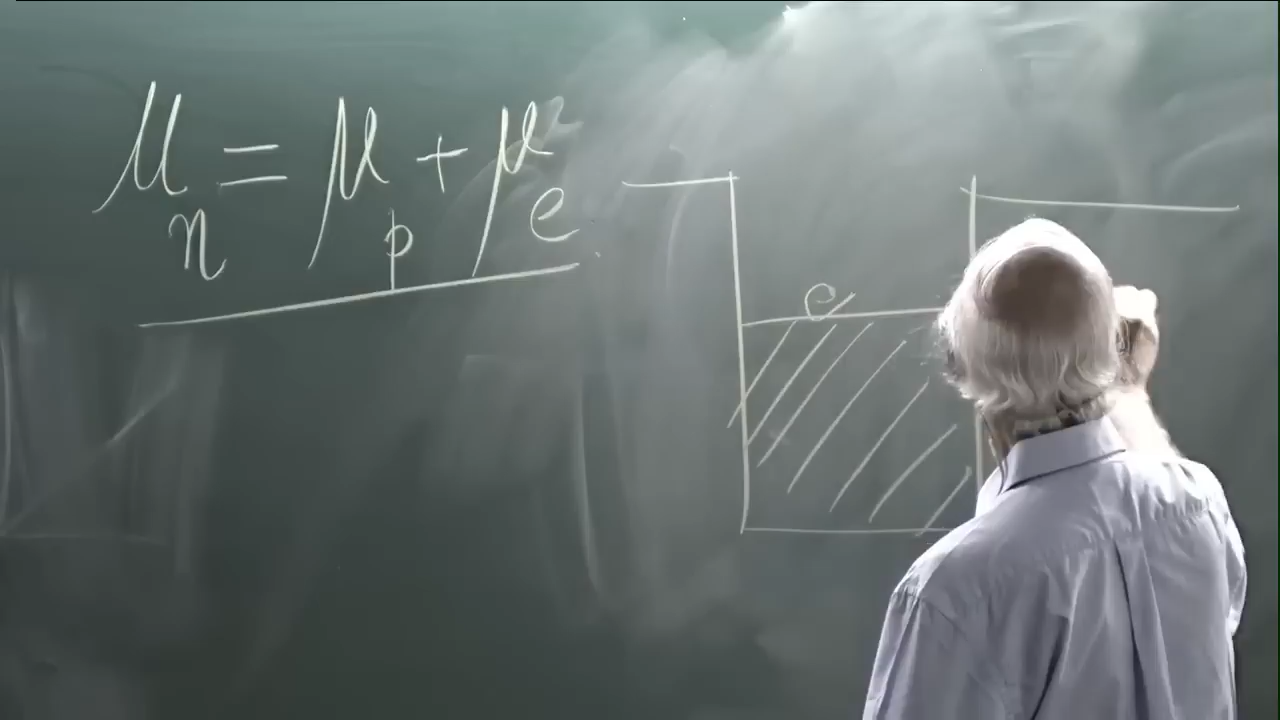 μₙ = μₚ + μₑ
e